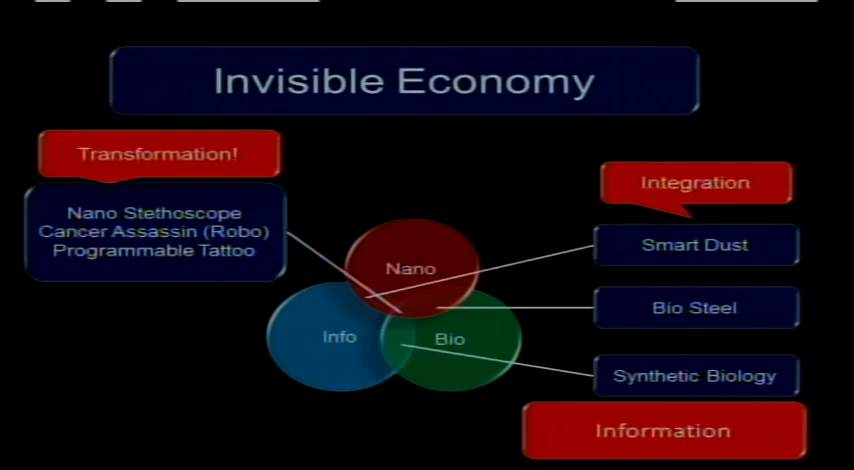 Invisible Economy
Transformation!
Nano Stethoscope
Cancer Assassin (Robo)
Programmable Tattoo
Integration
Smart Dust
Bio Steel
Synthetic Biology
Nano
Info
Bio
Information